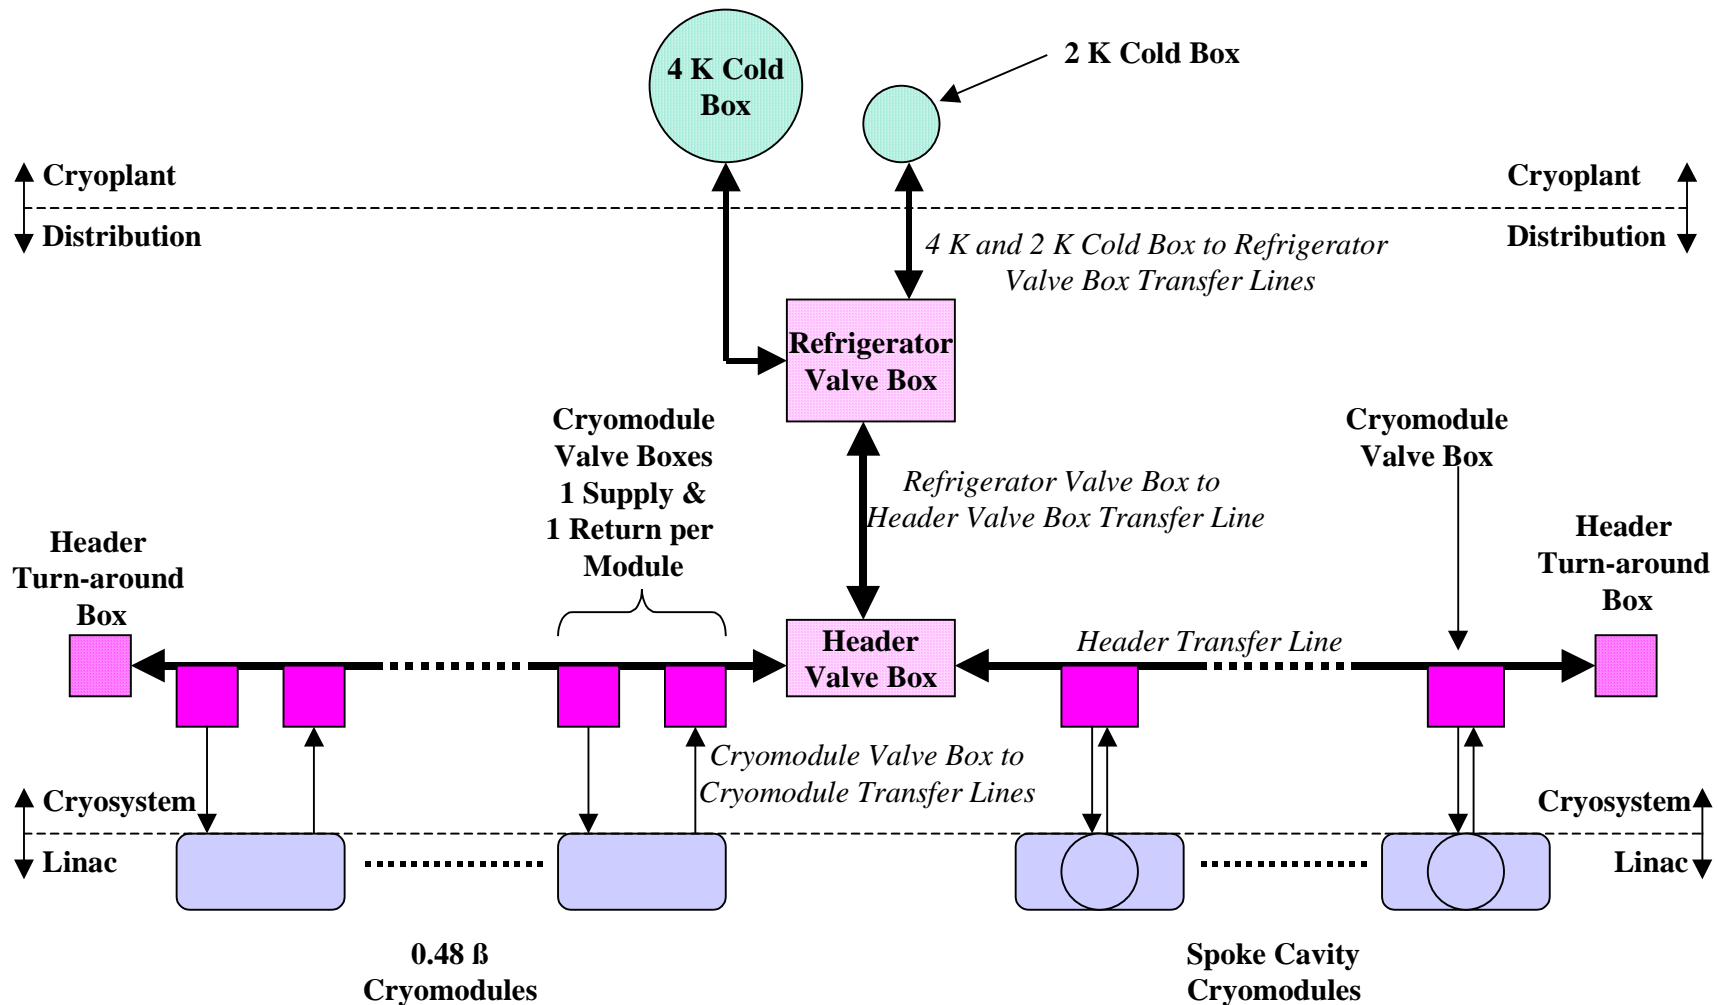 4 K Cold
Box
2 K Cold Box
Cryoplant
Distribution
Cryoplant
Distribution
4 K and 2 K Cold Box to Refrigerator
Valve Box Transfer Lines
Refrigerator
Valve Box
Cryomodule
Valve Boxes
1 Supply &
1 Return per
Module
Cryomodule
Valve Box
Refrigerator Valve Box to
Header Valve Box Transfer Line
Header
Turn-around
Box
Header
Turn-around
Box
Header
Valve Box
Header Transfer Line
Cryomodule Valve Box to
Cryomodule Transfer Lines
Cryosystem
Linac
Cryosystem
Linac
0.48 ß
Cryomodules
Spoke Cavity
Cryomodules